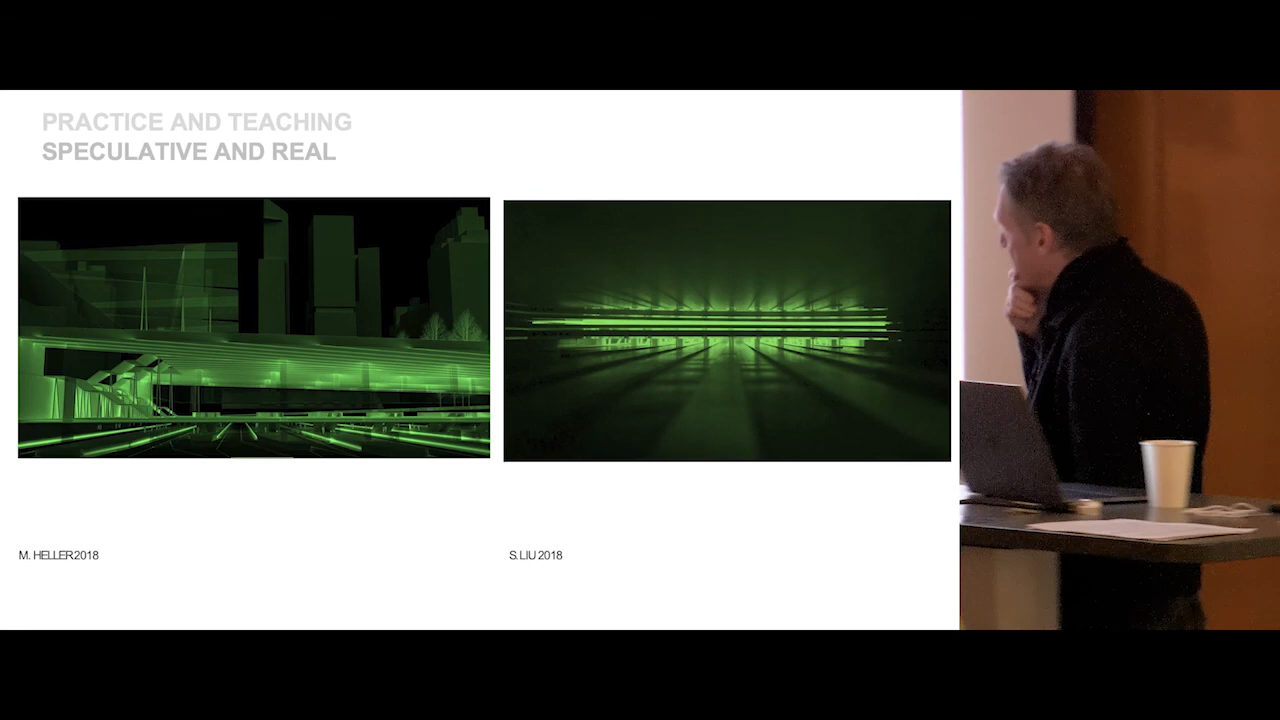 PRACTICE AND TEACHING
SPECULATIVE AND REAL
M. HELLER2018
S. LIU 2018